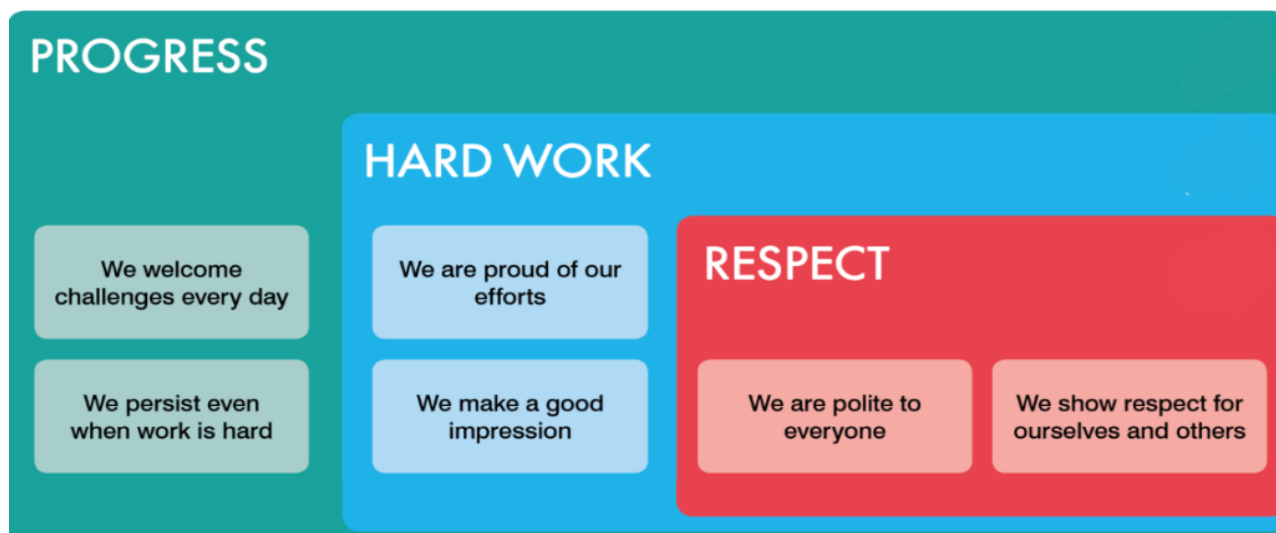 PROGRESS
HARD WORK
RESPECT
We welcome
challenges every day
We persist even
when work is hard
We are proud of our
efforts
We make a good
impression
We are polite to
everyone
We show respect for
ourselves and others